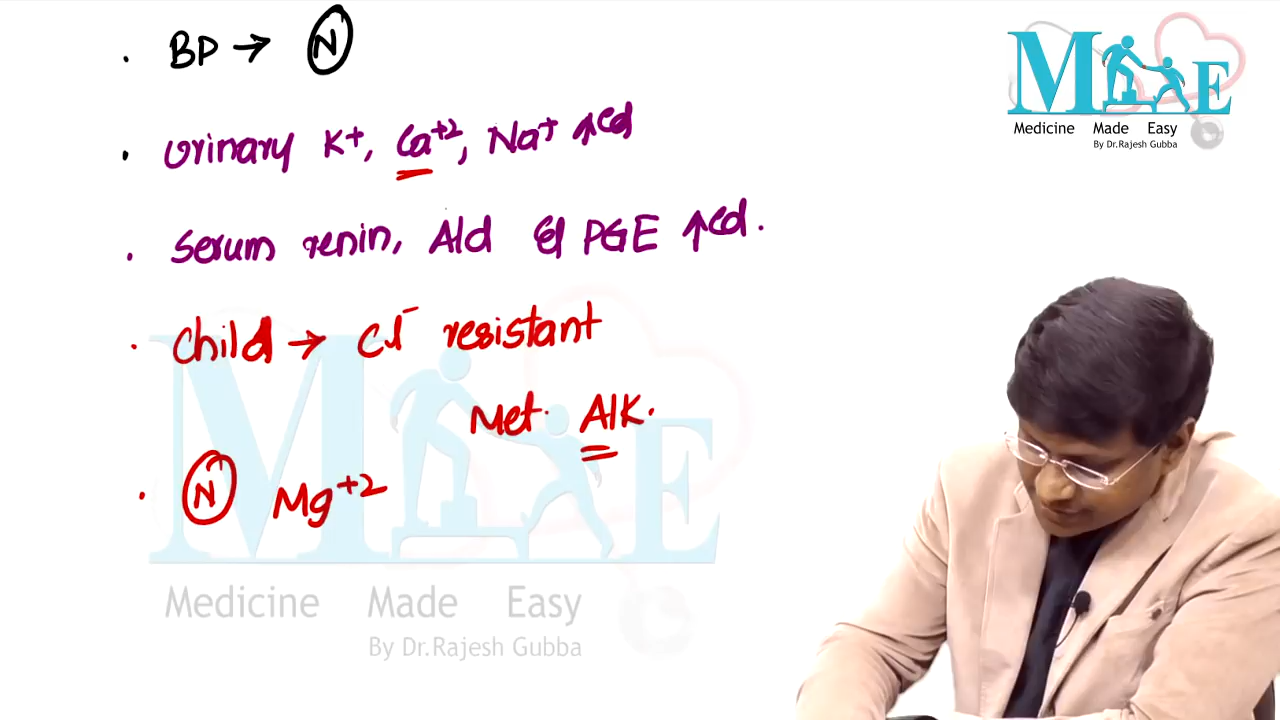 . BP → N
. Urinary K+, Ca+2, Na+ ↑ed
. Serum renin, Ald & PGE ↑ed.
. Child → Cl- resistant
Met. Alk.
. N Mg+2
M E
Medicine Made Easy
By Dr.Rajesh Gubba
M E
Medicine Made Easy
By Dr.Rajesh Gubba